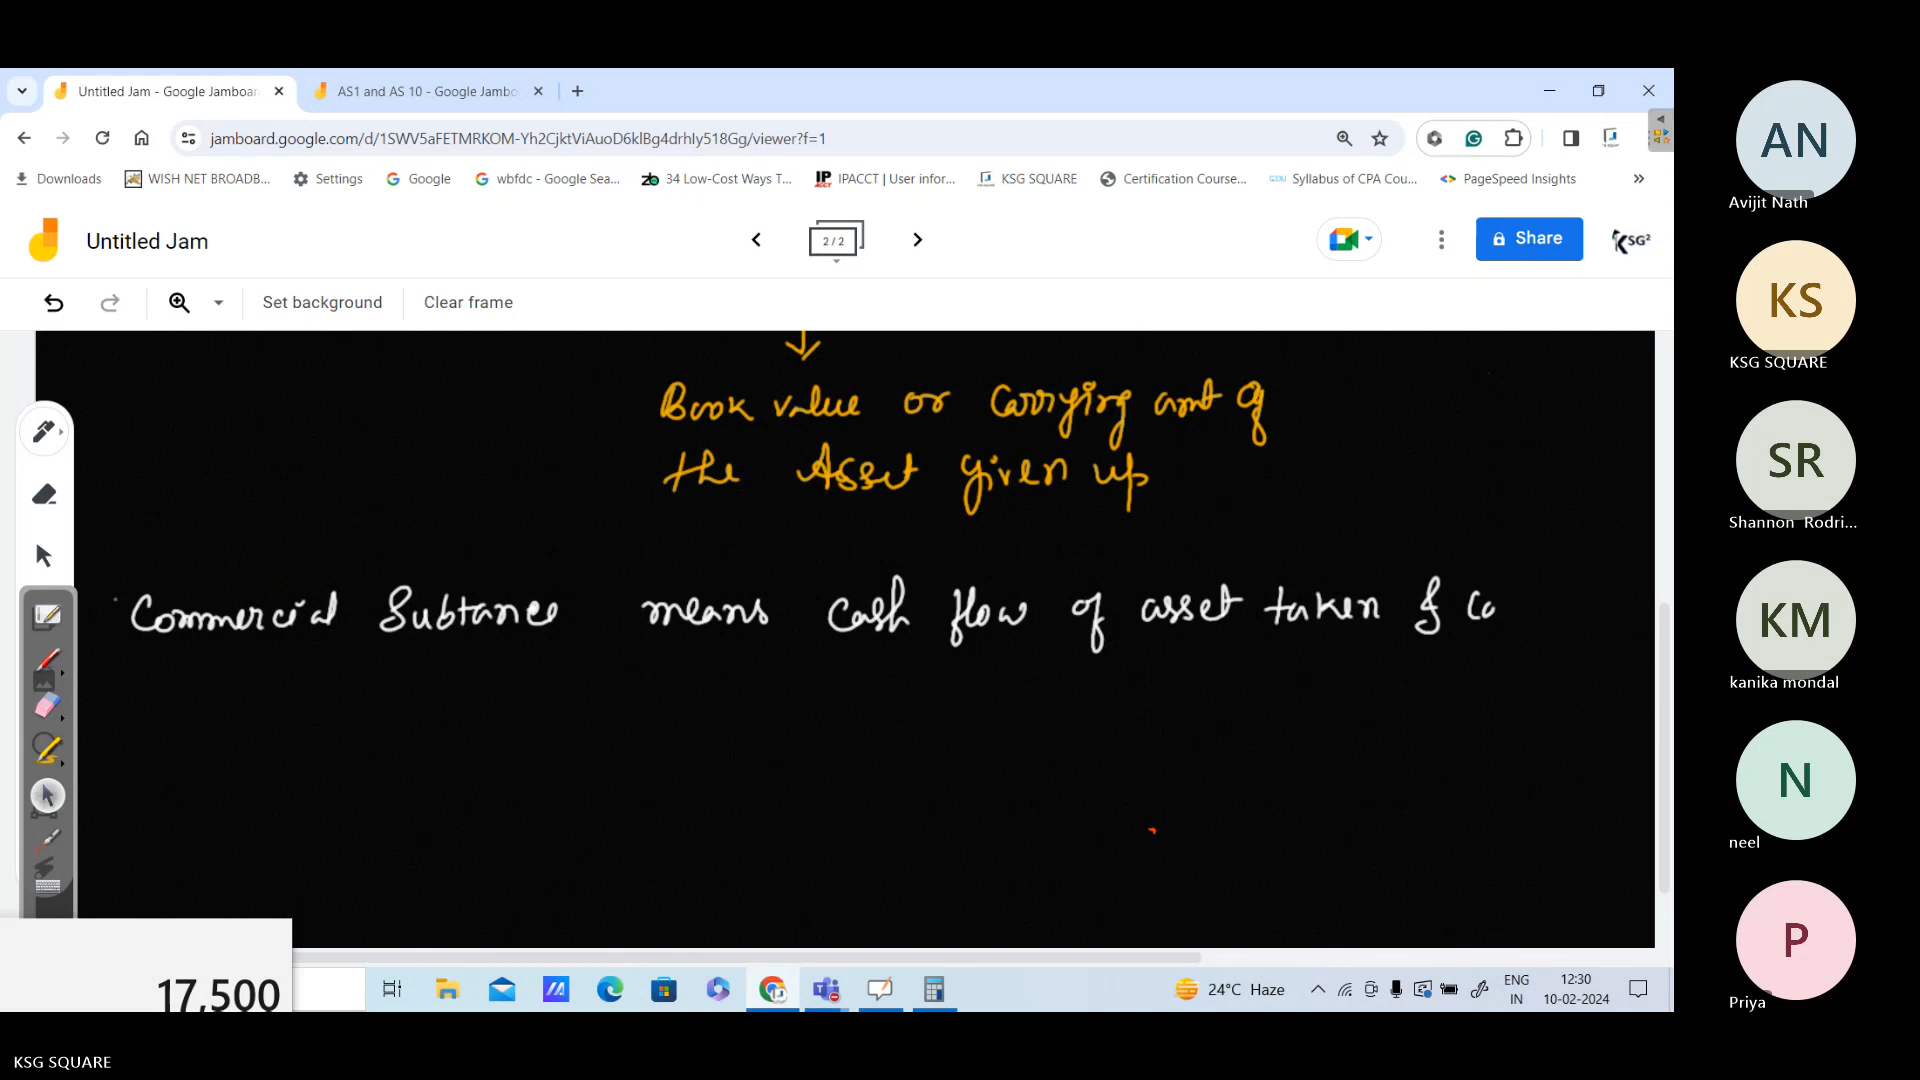 Untitled Jam - Google Jamboar
AS1 and AS 10 - Google Jambo
jamboard.google.com/d/1SWV5aFETMRKOM-Yh2CjktViAuoD6klBg4drhIy518Gg/viewer?f=1
Downloads WISH NET BROADB... Settings Google wbfdc - Google Sea... 34 Low-Cost Ways T... IPACCT | User infor... KSG SQUARE Certification Course... Syllabus of CPA Cou... PageSpeed Insights
Untitled Jam
2 / 2
Share
KSG²
Set background Clear frame
Book value or Carrying amt of
the Asset given up
Commercial Subtance means cash flow of asset taken & co
17,500
24°C Haze
ENG
IN
12:30
10-02-2024
KSG SQUARE
AN
Avijit Nath
KS
KSG SQUARE
SR
Shannon Rodri...
KM
kanika mondal
N
neel
P
Priya